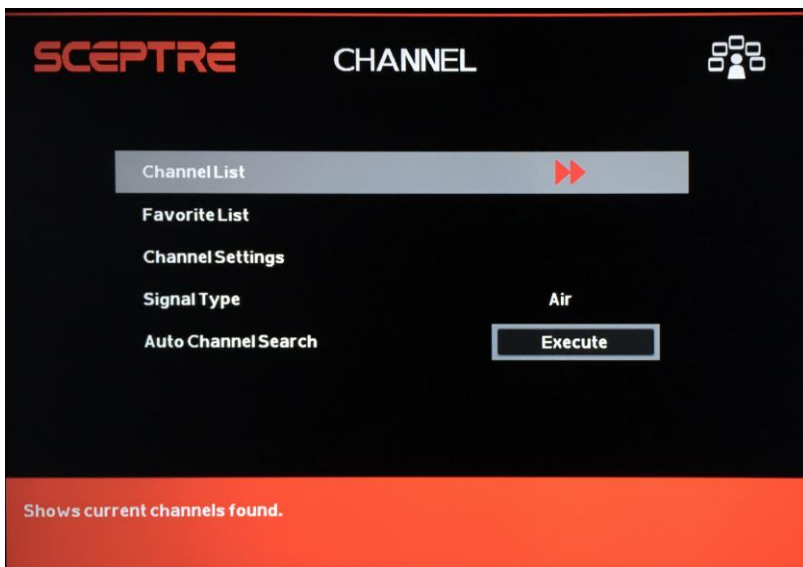 SCEPTRE CHANNEL
Channel List
Favorite List
Channel Settings
Signal Type Air
Auto Channel Search Execute
Shows current channels found.